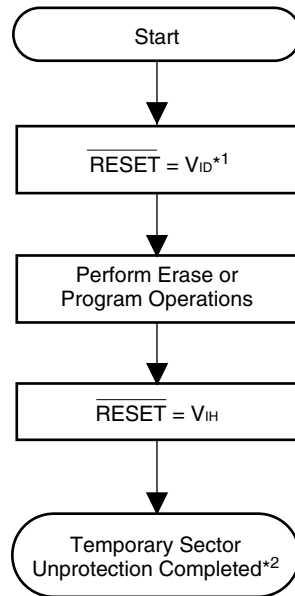 Start
RESET = VID*1
Perform Erase or
Program Operations
RESET = VIH
Temporary Sector
Unprotection Completed*2